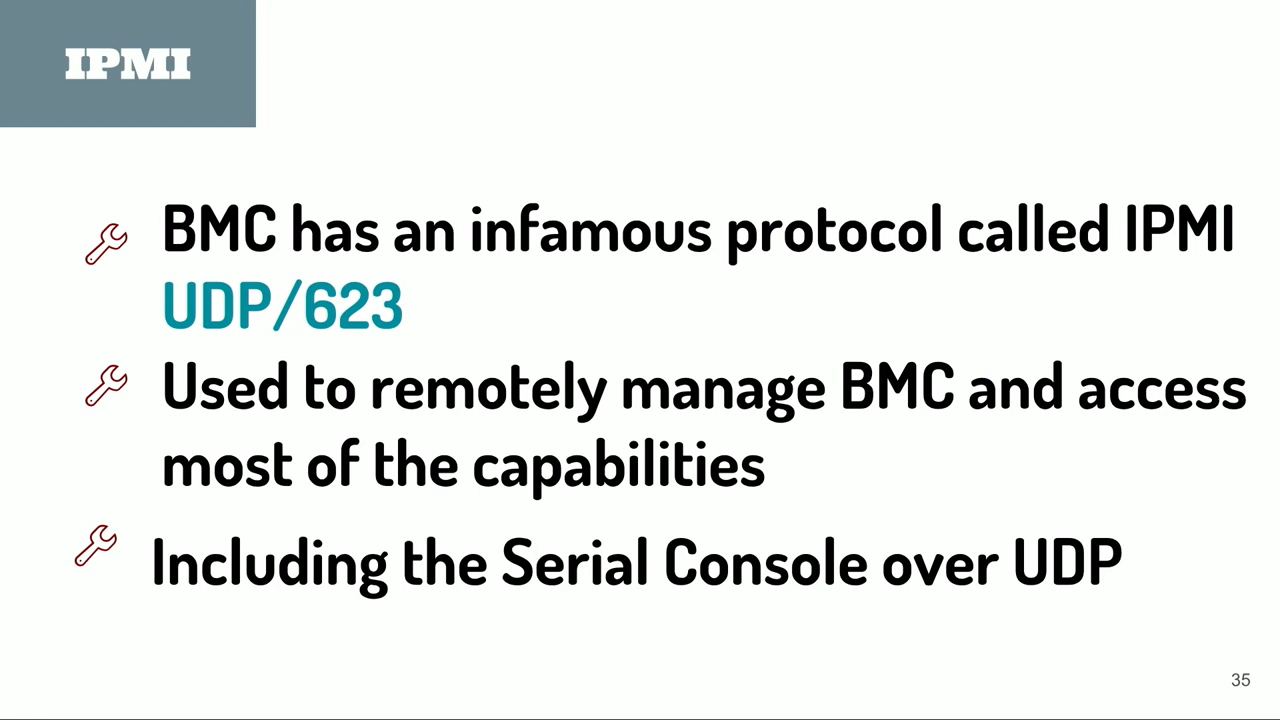 IPMI
BMC has an infamous protocol called IPMI
UDP/623
Used to remotely manage BMC and access
most of the capabilities
Including the Serial Console over UDP
35